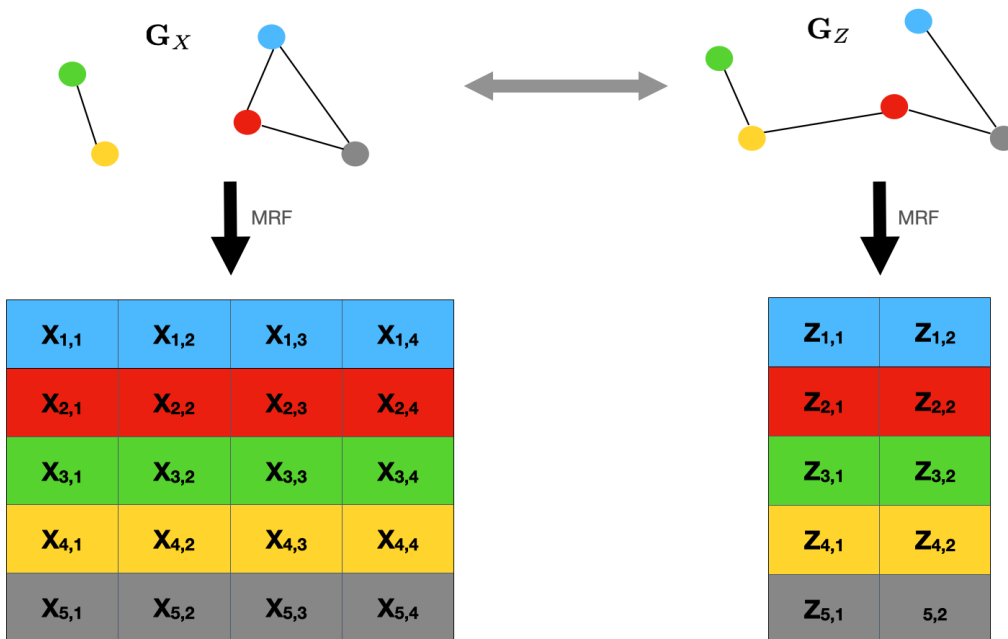 G_X
G_Z
MRF
MRF
X1,1 X1,2 X1,3 X1,4
X2,1 X2,2 X2,3 X2,4
X3,1 X3,2 X3,3 X3,4
X4,1 X4,2 X4,3 X4,4
X5,1 X5,2 X5,3 X5,4
Z1,1 Z1,2
Z2,1 Z2,2
Z3,1 Z3,2
Z4,1 Z4,2
Z5,1 5,2